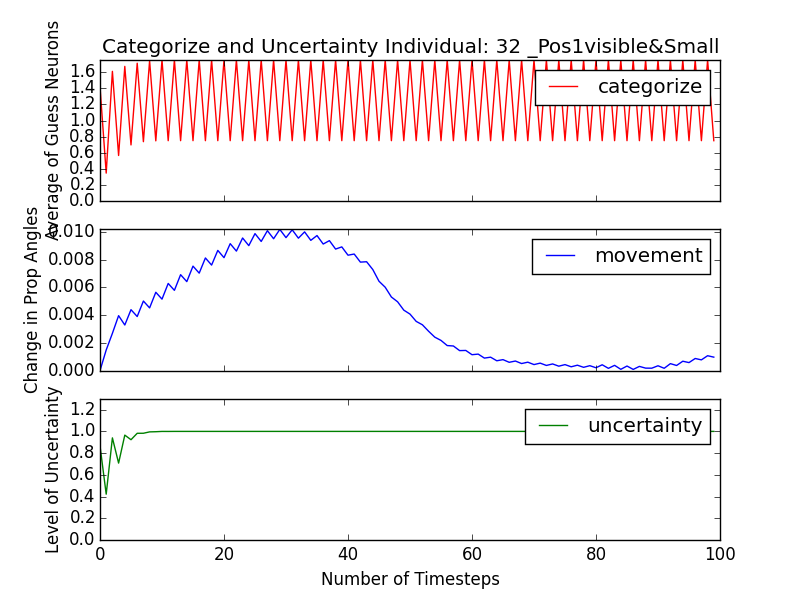 Categorize and Uncertainty Individual: 32 _Pos1visible&Small
Average of Guess Neurons
1.6
1.4
1.2
1.0
0.8
0.6
0.4
0.2
0.0
categorize
Change in Prop Angles
0.010
0.008
0.006
0.004
0.002
0.000
movement
Level of Uncertainty
1.2
1.0
0.8
0.6
0.4
0.2
0.0
uncertainty
0 20 40 60 80 100
Number of Timesteps